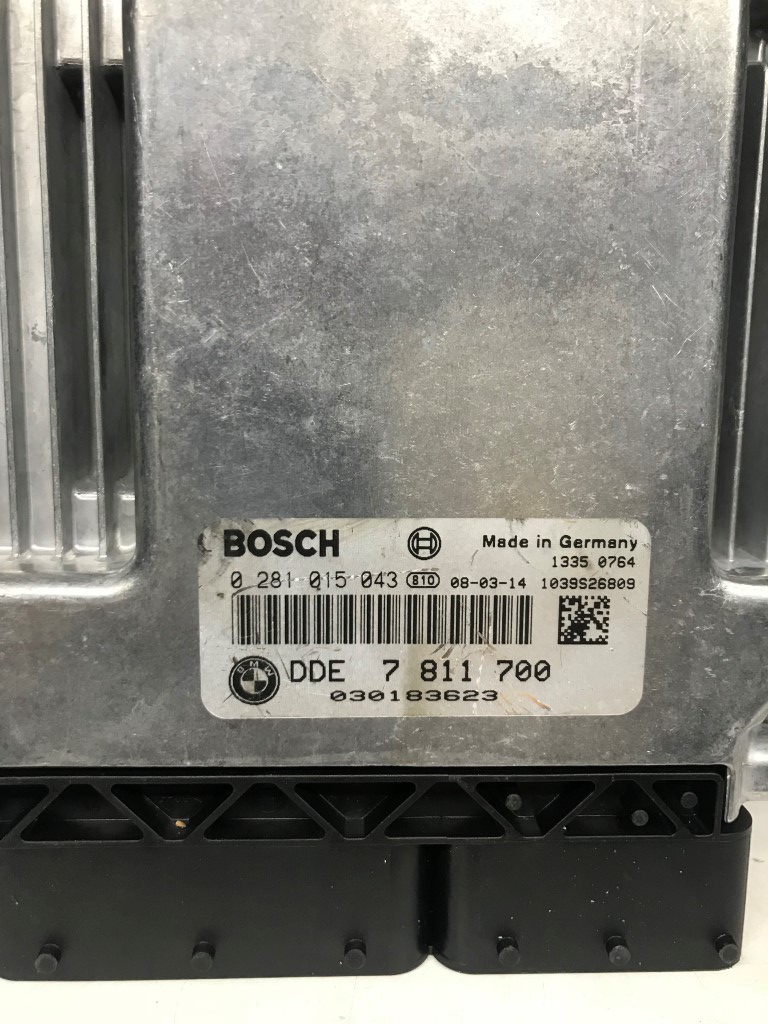 BOSCH Made in Germany
1335 0764
0 281 015 043 810 08-03-14 1039S26809
BMW DDE 7 811 700
030183623